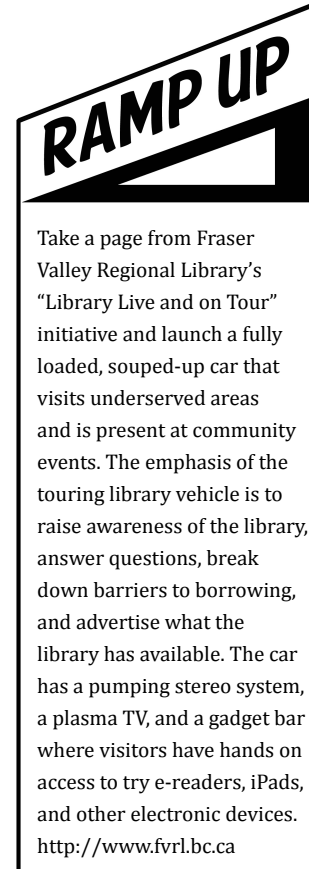 RAMP UP
Take a page from Fraser
Valley Regional Library’s
“Library Live and on Tour”
initiative and launch a fully
loaded, souped-up car that
visits underserved areas
and is present at community
events. The emphasis of the
touring library vehicle is to
raise awareness of the library,
answer questions, break
down barriers to borrowing,
and advertise what the
library has available. The car
has a pumping stereo system,
a plasma TV, and a gadget bar
where visitors have hands on
access to try e-readers, iPads,
and other electronic devices.
http://www.fvrl.bc.ca